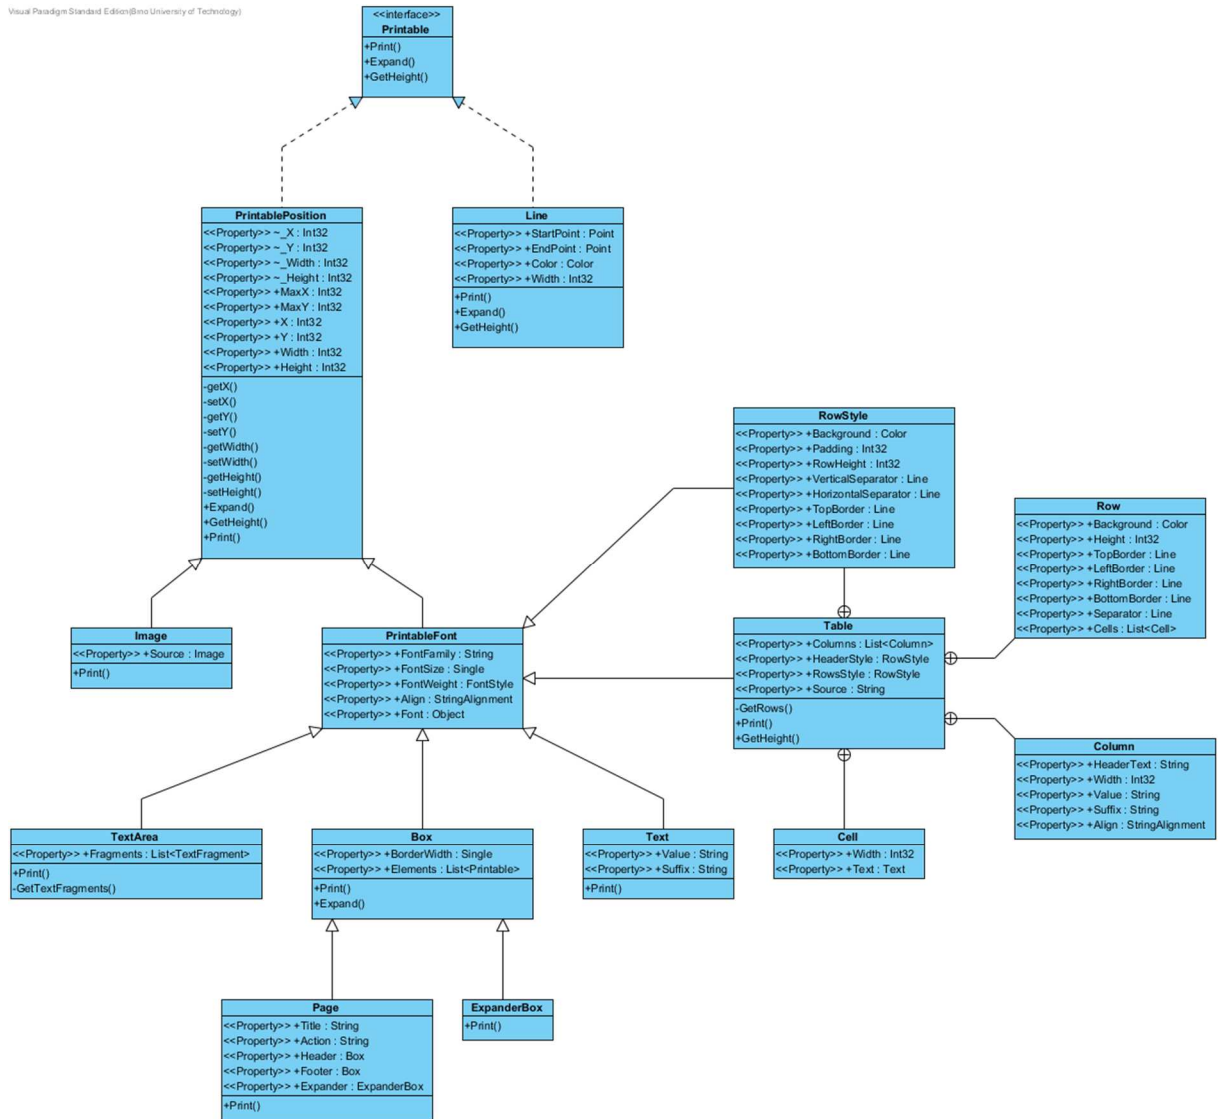 Visual Paradigm Standard Edition(Brno University of Technology)
<<interface>>
Printable
+Print()
+Expand()
+GetHeight()
PrintablePosition
<<Property>> ~_X : Int32
<<Property>> ~_Y : Int32
<<Property>> ~_Width : Int32
<<Property>> ~_Height : Int32
<<Property>> +MaxX : Int32
<<Property>> +MaxY : Int32
<<Property>> +X : Int32
<<Property>> +Y : Int32
<<Property>> +Width : Int32
<<Property>> +Height : Int32
-getX()
-setX()
-getY()
-setY()
-getWidth()
-setWidth()
-getHeight()
-setHeight()
+Expand()
+GetHeight()
+Print()
Line
<<Property>> +StartPoint : Point
<<Property>> +EndPoint : Point
<<Property>> +Color : Color
<<Property>> +Width : Int32
+Print()
+Expand()
+GetHeight()
RowStyle
<<Property>> +Background : Color
<<Property>> +Padding : Int32
<<Property>> +RowHeight : Int32
<<Property>> +VerticalSeparator : Line
<<Property>> +HorizontalSeparator : Line
<<Property>> +TopBorder : Line
<<Property>> +LeftBorder : Line
<<Property>> +RightBorder : Line
<<Property>> +BottomBorder : Line
Row
<<Property>> +Background : Color
<<Property>> +Height : Int32
<<Property>> +TopBorder : Line
<<Property>> +LeftBorder : Line
<<Property>> +RightBorder : Line
<<Property>> +BottomBorder : Line
<<Property>> +Separator : Line
<<Property>> +Cells : List<Cell>
Image
<<Property>> +Source : Image
+Print()
PrintableFont
<<Property>> +FontFamily : String
<<Property>> +FontSize : Single
<<Property>> +FontWeight : FontStyle
<<Property>> +Align : StringAlignment
<<Property>> +Font : Object
Table
<<Property>> +Columns : List<Column>
<<Property>> +HeaderStyle : RowStyle
<<Property>> +RowsStyle : RowStyle
<<Property>> +Source : String
-GetRows()
+Print()
+GetHeight()
Column
<<Property>> +HeaderText : String
<<Property>> +Width : Int32
<<Property>> +Value : String
<<Property>> +Suffix : String
<<Property>> +Align : StringAlignment
TextArea
<<Property>> +Fragments : List<TextFragment>
+Print()
-GetTextFragments()
Box
<<Property>> +BorderWidth : Single
<<Property>> +Elements : List<Printable>
+Print()
+Expand()
Text
<<Property>> +Value : String
<<Property>> +Suffix : String
+Print()
Cell
<<Property>> +Width : Int32
<<Property>> +Text : Text
Page
<<Property>> +Title : String
<<Property>> +Action : String
<<Property>> +Header : Box
<<Property>> +Footer : Box
<<Property>> +Expander : ExpanderBox
+Print()
ExpanderBox
+Print()